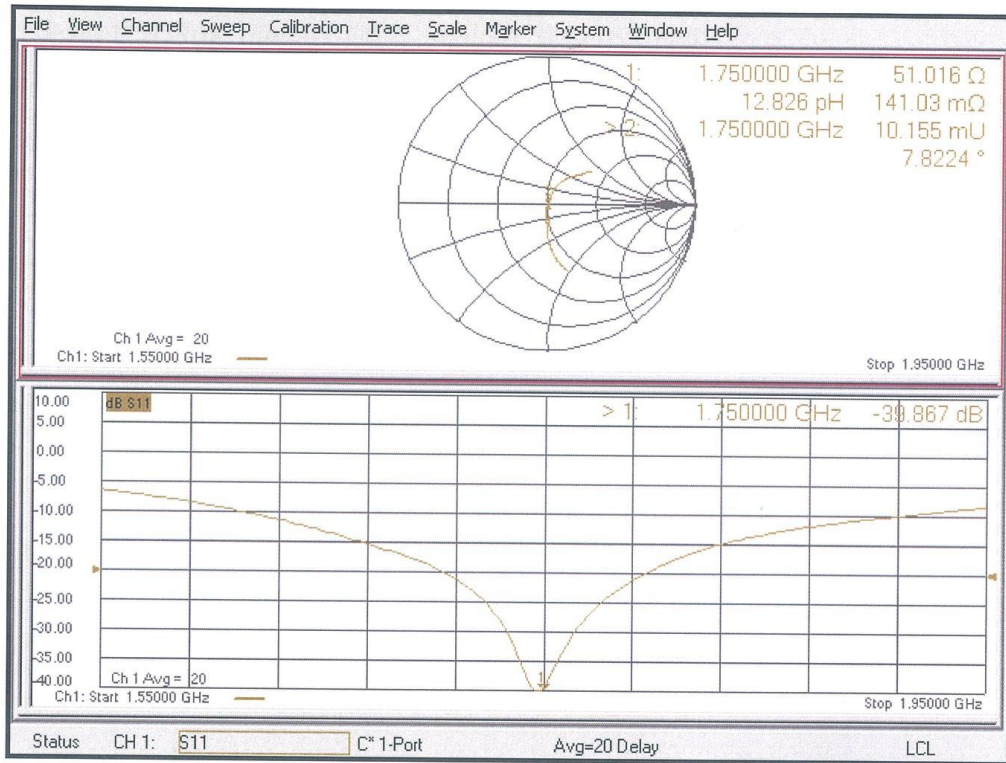 File View Channel Sweep Calibration Trace Scale Marker System Window Help
1: 1.750000 GHz 51.016 Ω
12.826 pH 141.03 mΩ
> 2: 1.750000 GHz 10.155 mU
7.8224 °
Ch 1 Avg = 20
Ch1: Start 1.55000 GHz
Stop 1.95000 GHz
10.00
dB S11
> 1: 1.750000 GHz -39.867 dB
5.00
0.00
-5.00
-10.00
-15.00
-20.00
-25.00
-30.00
-35.00
-40.00
1
Ch 1 Avg = 20
Ch1: Start 1.55000 GHz
Stop 1.95000 GHz
Status CH 1: S11 C* 1-Port Avg=20 Delay LCL